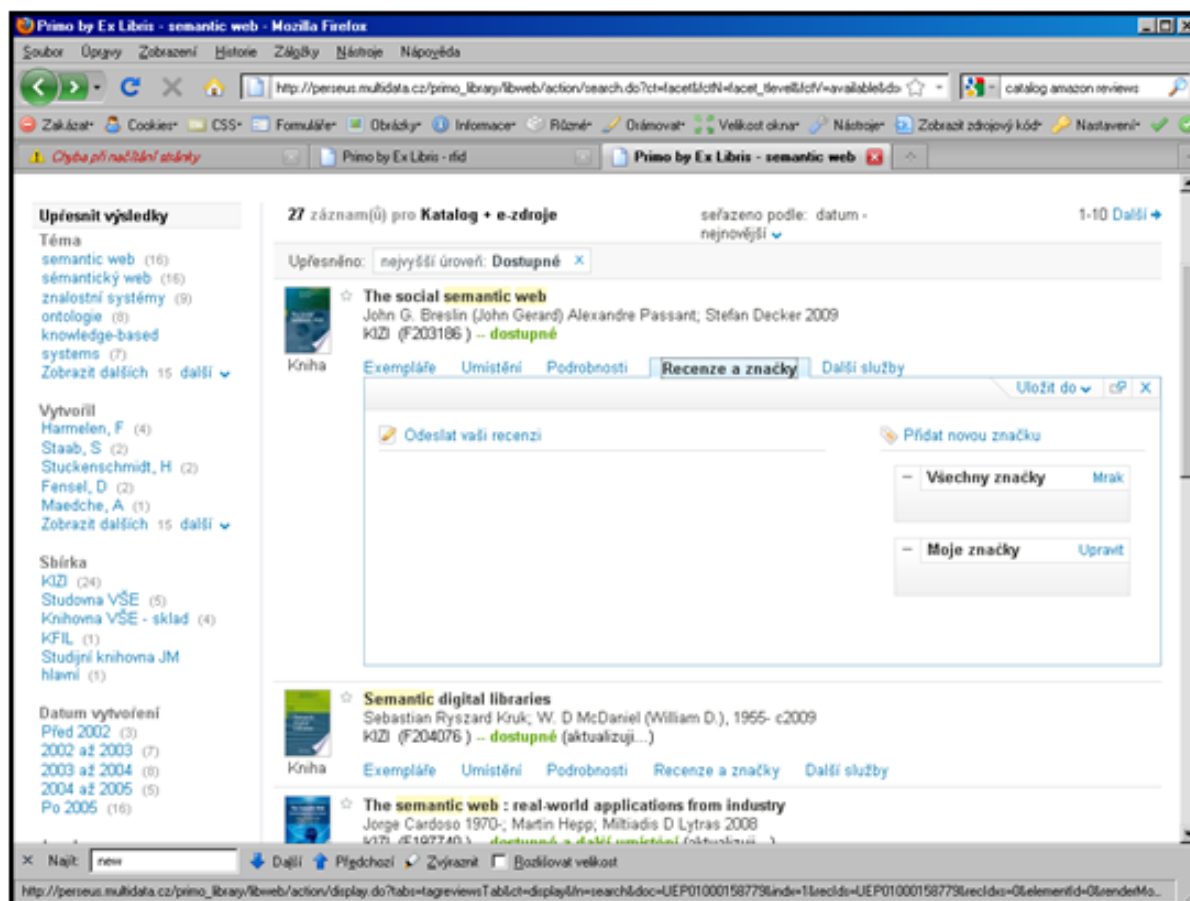 Primo by Ex Libris - semantic web - Mozilla Firefox
Soubor Úpravy Zobrazení Historie Záložky Nástroje Nápověda
http://perseus.multidata.cz/primo_library/libweb/action/search.do?ct=facet&fctN=facet_tlevel&fctV=available&do
catalog amazon reviews
Zakázat Cookies CSS Formuláře Obrázky Informace Různé Orámovat Velikost okna Nástroje Zobrazit zdrojový kód Nastavení
Chyba při načítání stránky
Primo by Ex Libris - rfid
Primo by Ex Libris - semantic web
Upřesnit výsledky
Téma
semantic web (16)
sémantický web (16)
znalostní systémy (9)
ontologie (8)
knowledge-based
systems (7)
Zobrazit dalších 15 další
Vytvořil
Harmelen, F (4)
Staab, S (2)
Stuckenschmidt, H (2)
Fensel, D (2)
Maedche, A (1)
Zobrazit dalších 15 další
Sbírka
KIZI (24)
Studovna VŠE (5)
Knihovna VŠE - sklad (4)
KFIL (1)
Studijní knihovna JM
hlavní (1)
Datum vytvoření
Před 2002 (3)
2002 až 2003 (7)
2003 až 2004 (8)
2004 až 2005 (5)
Po 2005 (16)
27 záznam(ů) pro Katalog + e-zdroje
seřazeno podle: datum -
nejnovější
1-10 Další
Upřesněno: nejvyšší úroveň: Dostupné ×
The social semantic web
John G. Breslin (John Gerard) Alexandre Passant; Stefan Decker 2009
KIZI (F203186 ) -- dostupné
Kniha
Exempláře Umístění Podrobnosti Recenze a značky Další služby
Uložit do
Odeslat vaši recenzi
Přidat novou značku
– Všechny značky Mrak
– Moje značky Upravit
Semantic digital libraries
Sebastian Ryszard Kruk; W. D McDaniel (William D.), 1955- c2009
KIZI (F204076 ) -- dostupné (aktualizuji...)
Kniha
Exempláře Umístění Podrobnosti Recenze a značky Další služby
The semantic web : real-world applications from industry
Jorge Cardoso 1970-; Martin Hepp; Miltiadis D Lytras 2008
KIZI (F197740 ) -- dostupné a další umístění (aktualizuji...)
× Najít: new Další Předchozí Zvýraznit Rozlišovat velikost
http://perseus.multidata.cz/primo_library/libweb/action/display.do?tabs=tagreviewsTab&ct=display&fn=search&doc=UEP01000158779&indx=1&recIds=UEP01000158779&recIdxs=0&elementId=0&renderMo...